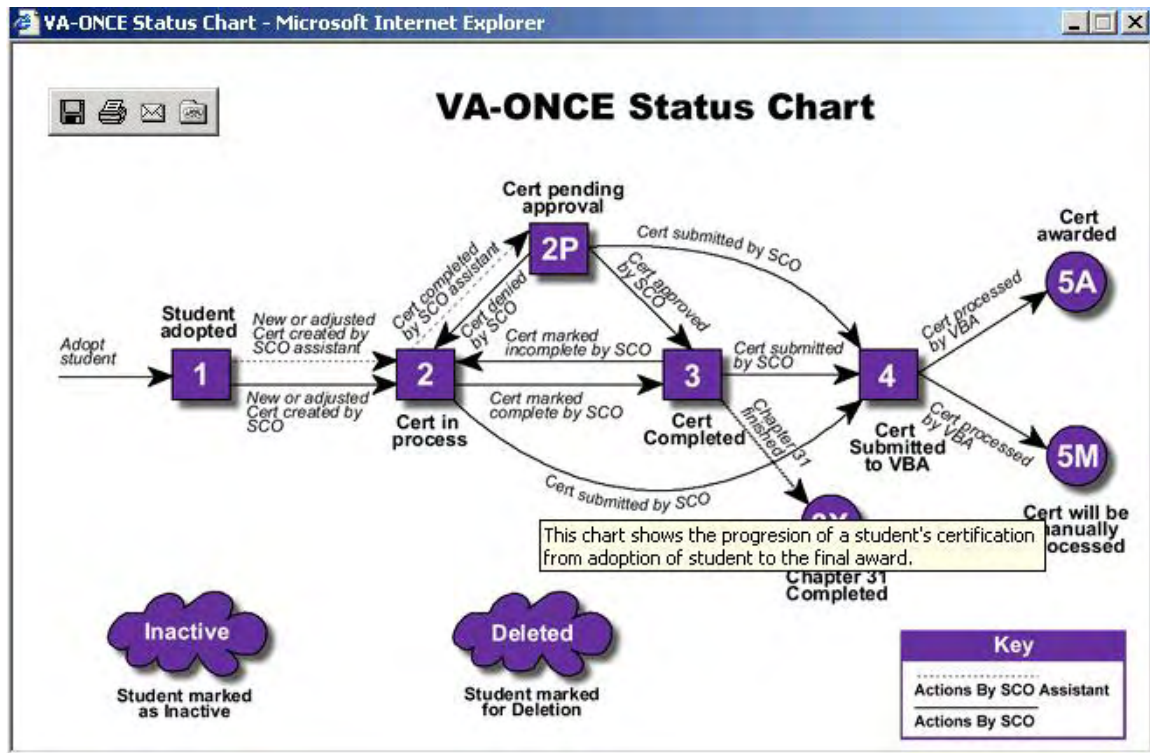 VA-ONCE Status Chart - Microsoft Internet Explorer
VA-ONCE Status Chart
Cert pending
approval
2P
Cert submitted by SCO
Cert
awarded
5A
Cert completed
by SCO assistant
Cert denied
by SCO
Cert approved
by SCO
Cert processed
by VBA
Adopt
student
Student
adopted
1
New or adjusted
Cert created by
SCO assistant
New or adjusted
Cert created by
SCO
2
Cert in
process
Cert marked
incomplete by SCO
Cert marked
complete by SCO
3
Cert
Completed
Cert submitted
by SCO
4
Cert
Submitted
to VBA
Cert processed
by VBA
5M
Cert will be
manually
processed
Chapter 31
finished
Cert submitted by SCO
This chart shows the progresion of a student's certification
from adoption of student to the final award.
Chapter 31
Completed
Inactive
Student marked
as Inactive
Deleted
Student marked
for Deletion
Key
Actions By SCO Assistant
Actions By SCO